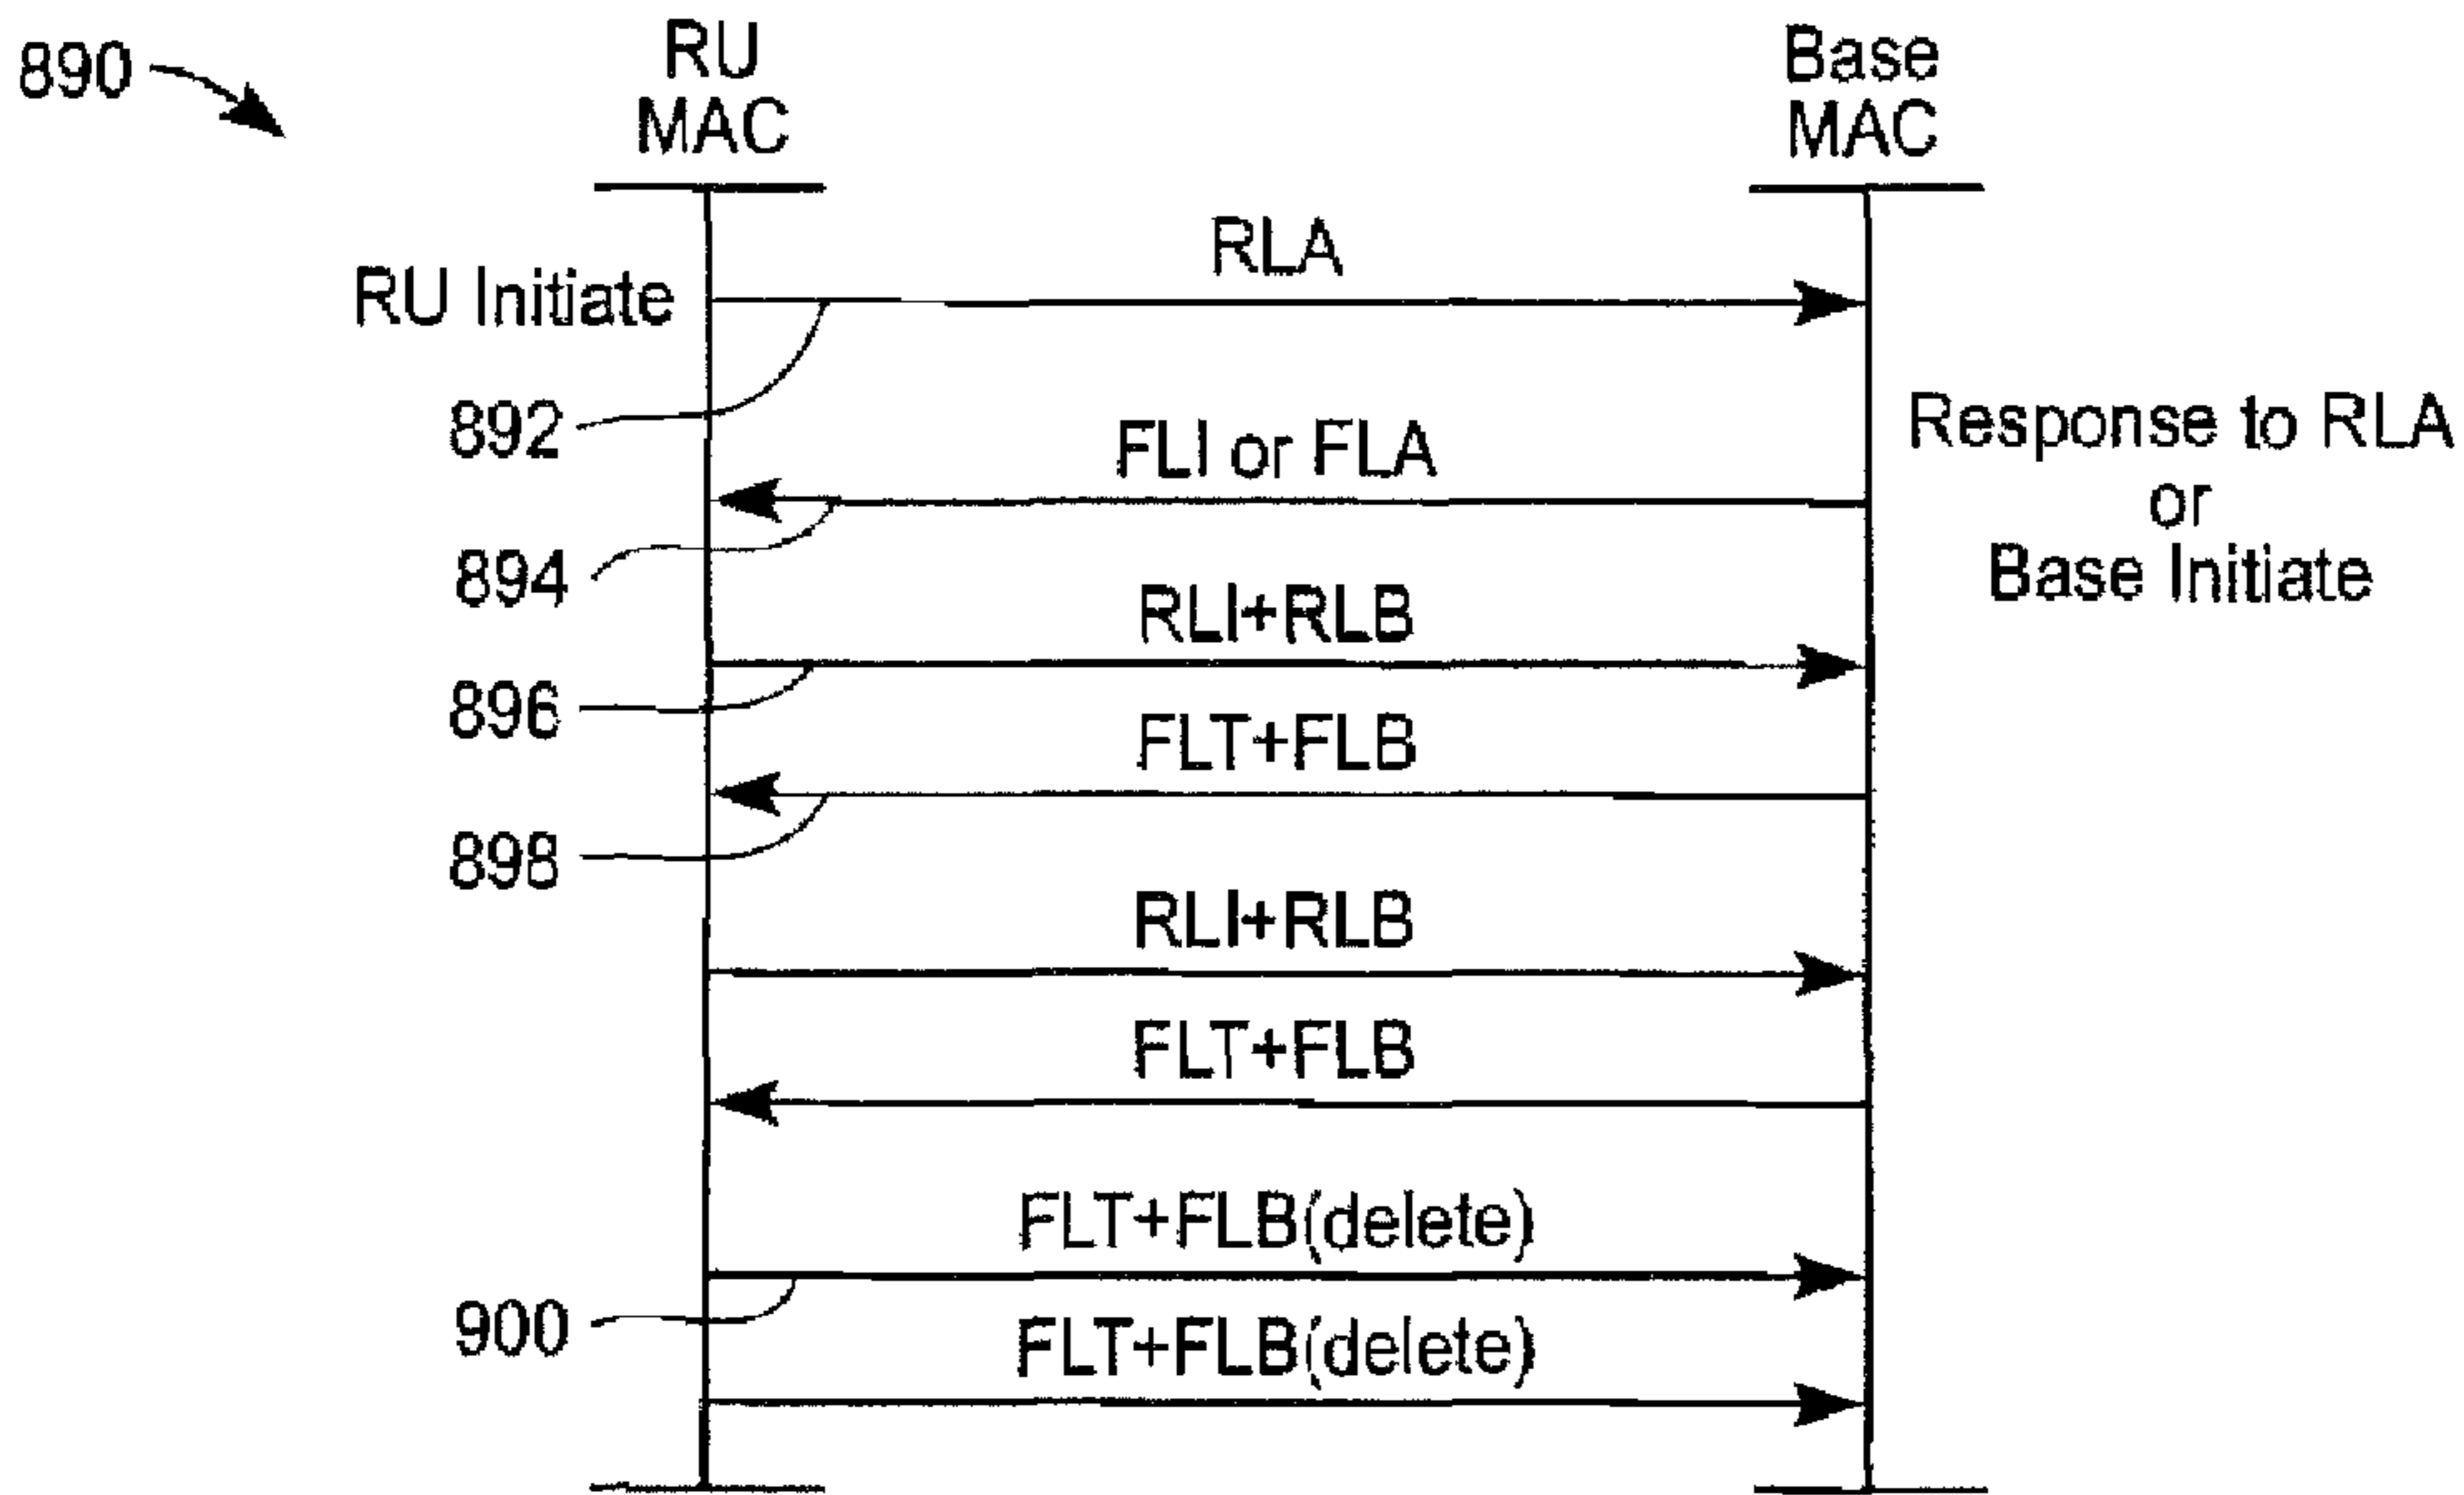 890
RU
MAC
Base
MAC
RLA
RU Initiate
892
FLI or FLA
Response to RLA
or
Base Initiate
894
RLI+RLB
896
FLT+FLB
898
RLI+RLB
FLT+FLB
FLT+FLB(delete)
900
FLT+FLB(delete)